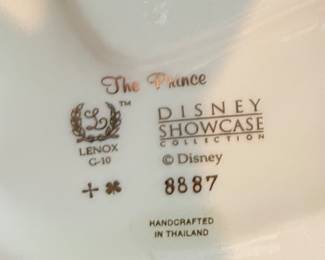 The Prince
L ™
LENOX
G-10
DISNEY
SHOWCASE
COLLECTION
© Disney
8887
HANDCRAFTED
IN THAILAND